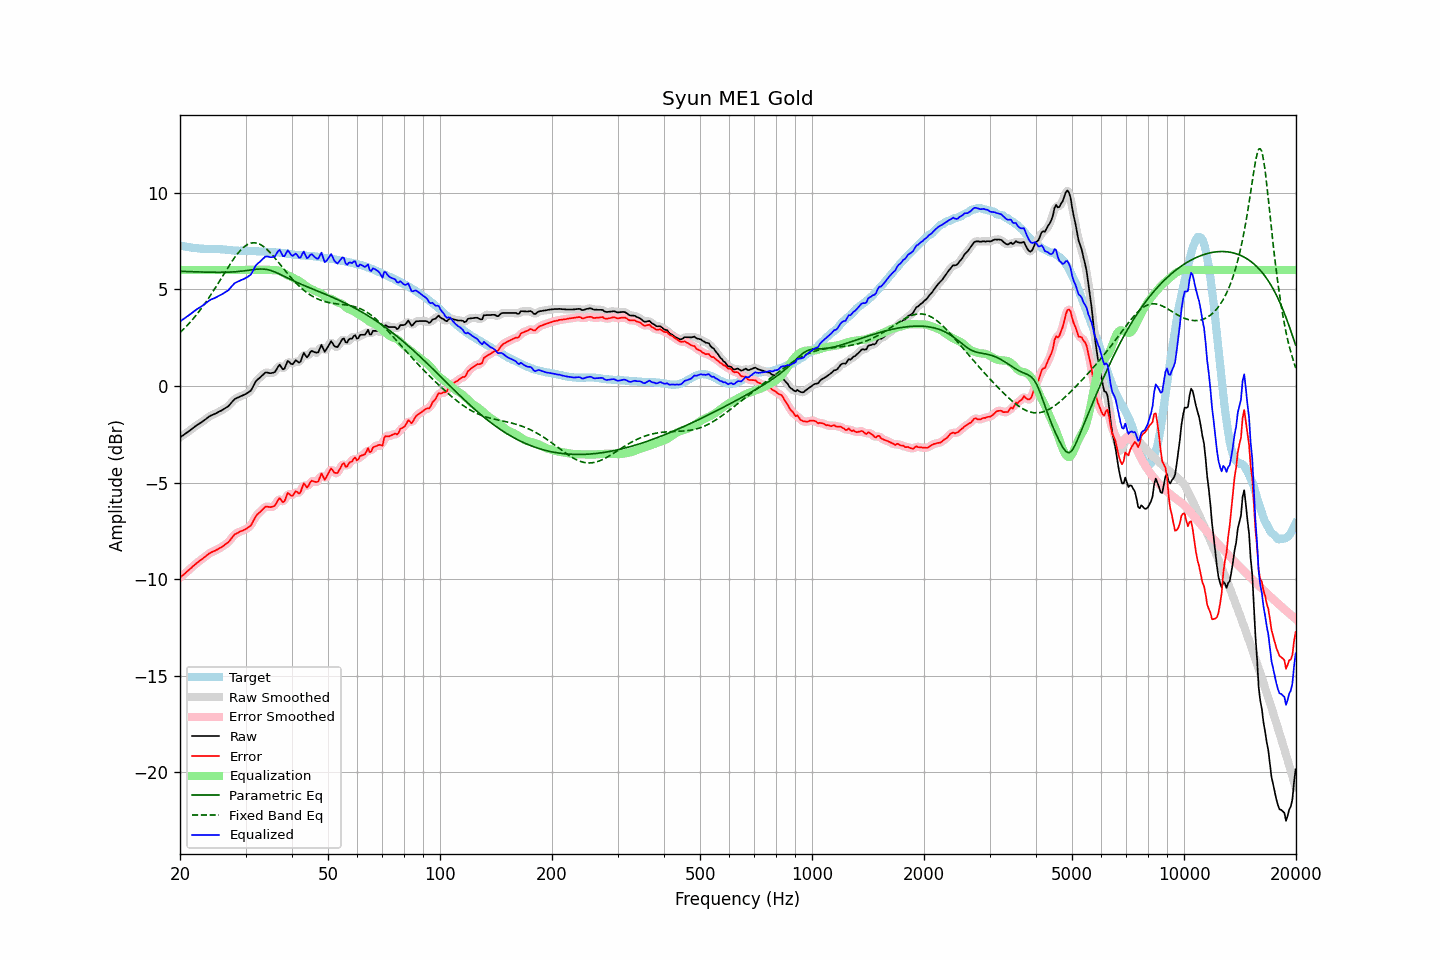 Syun ME1 Gold
Amplitude (dBr)
10
5
0
−5
−10
−15
−20
Target
Raw Smoothed
Error Smoothed
Raw
Error
Equalization
Parametric Eq
Fixed Band Eq
Equalized
20 50 100 200 500 1000 2000 5000 10000 20000
Frequency (Hz)